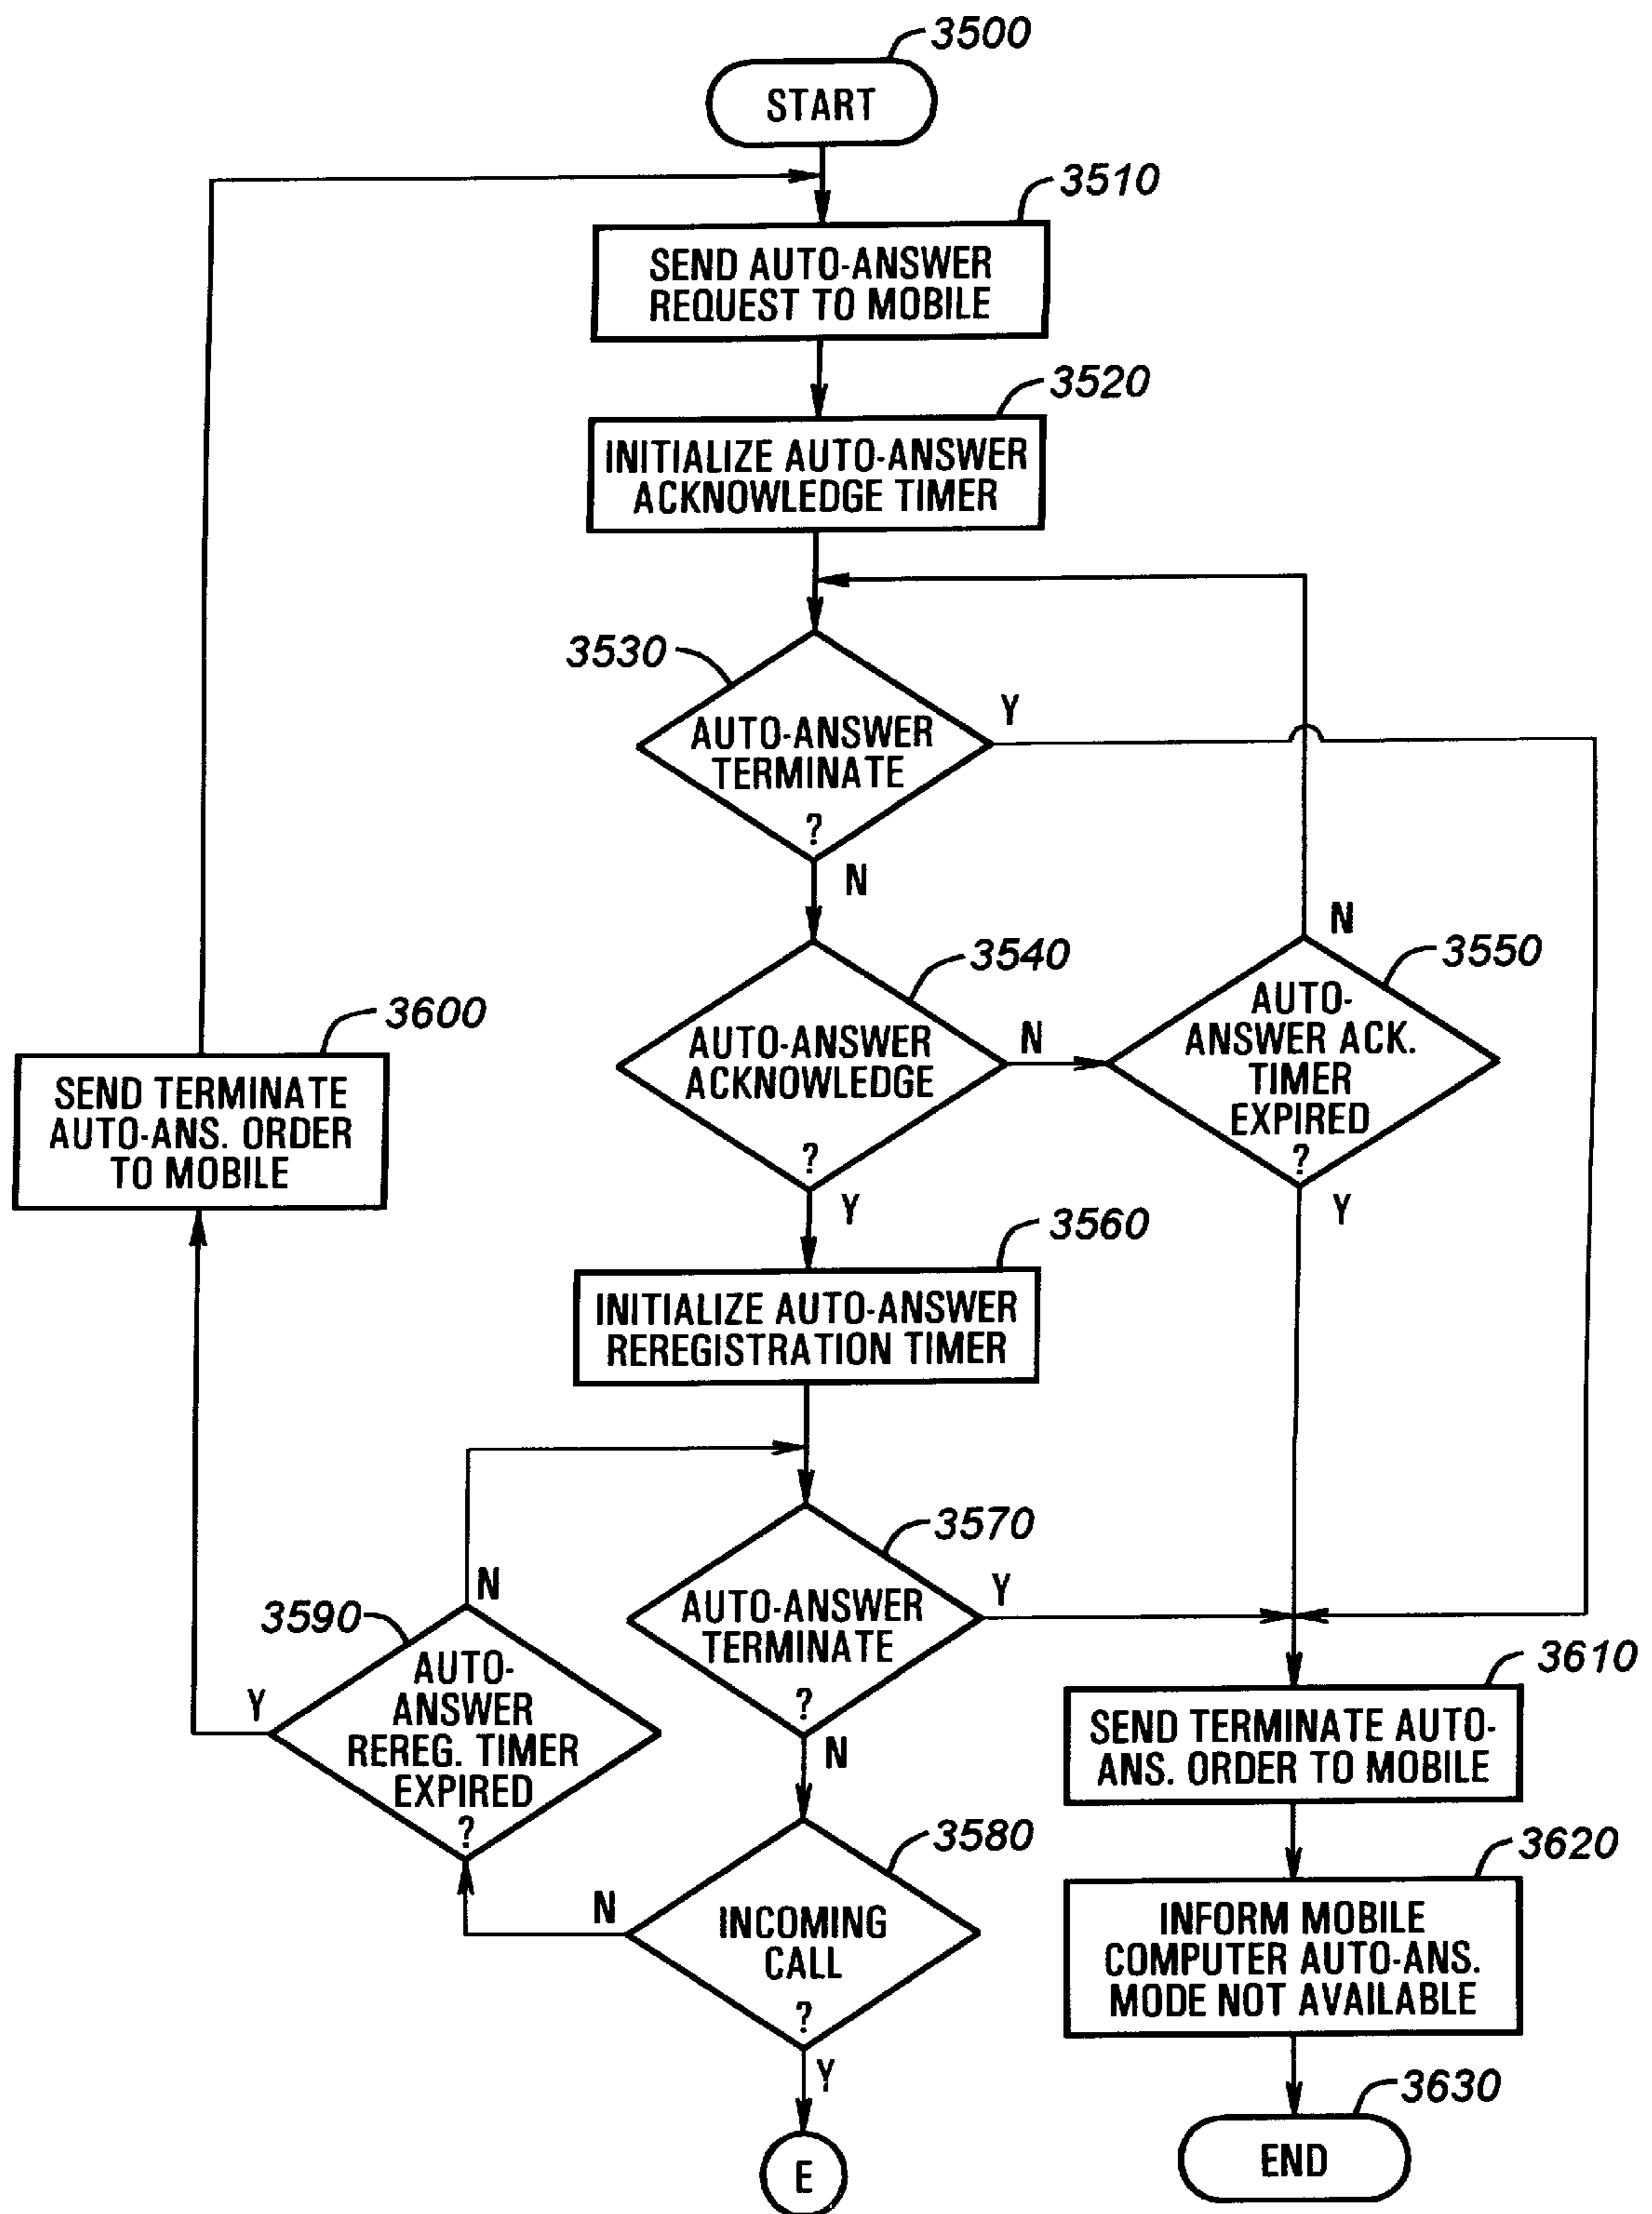 3500
START
3510
SEND AUTO-ANSWER
REQUEST TO MOBILE
3520
INITIALIZE AUTO-ANSWER
ACKNOWLEDGE TIMER
3530
AUTO-ANSWER
TERMINATE
?
Y
N
3540
AUTO-ANSWER
ACKNOWLEDGE
?
N
Y
3550
AUTO-
ANSWER ACK.
TIMER
EXPIRED
?
N
Y
3600
SEND TERMINATE
AUTO-ANS. ORDER
TO MOBILE
3560
INITIALIZE AUTO-ANSWER
REREGISTRATION TIMER
3570
AUTO-ANSWER
TERMINATE
?
Y
N
3590
AUTO-
ANSWER
REREG. TIMER
EXPIRED
?
N
Y
3580
INCOMING
CALL
?
N
Y
E
3610
SEND TERMINATE AUTO-
ANS. ORDER TO MOBILE
3620
INFORM MOBILE
COMPUTER AUTO-ANS.
MODE NOT AVAILABLE
3630
END